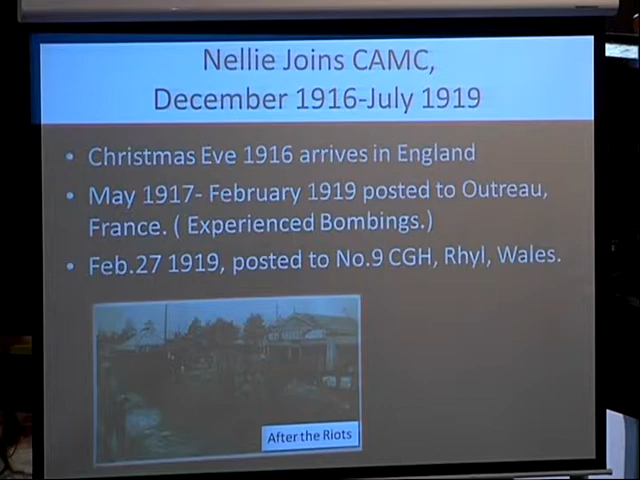 Nellie Joins CAMC,
December 1916-July 1919
• Christmas Eve 1916 arrives in England
• May 1917- February 1919 posted to Outreau,
France. ( Experienced Bombings.)
• Feb.27 1919, posted to No.9 CGH, Rhyl, Wales.
After the Riots